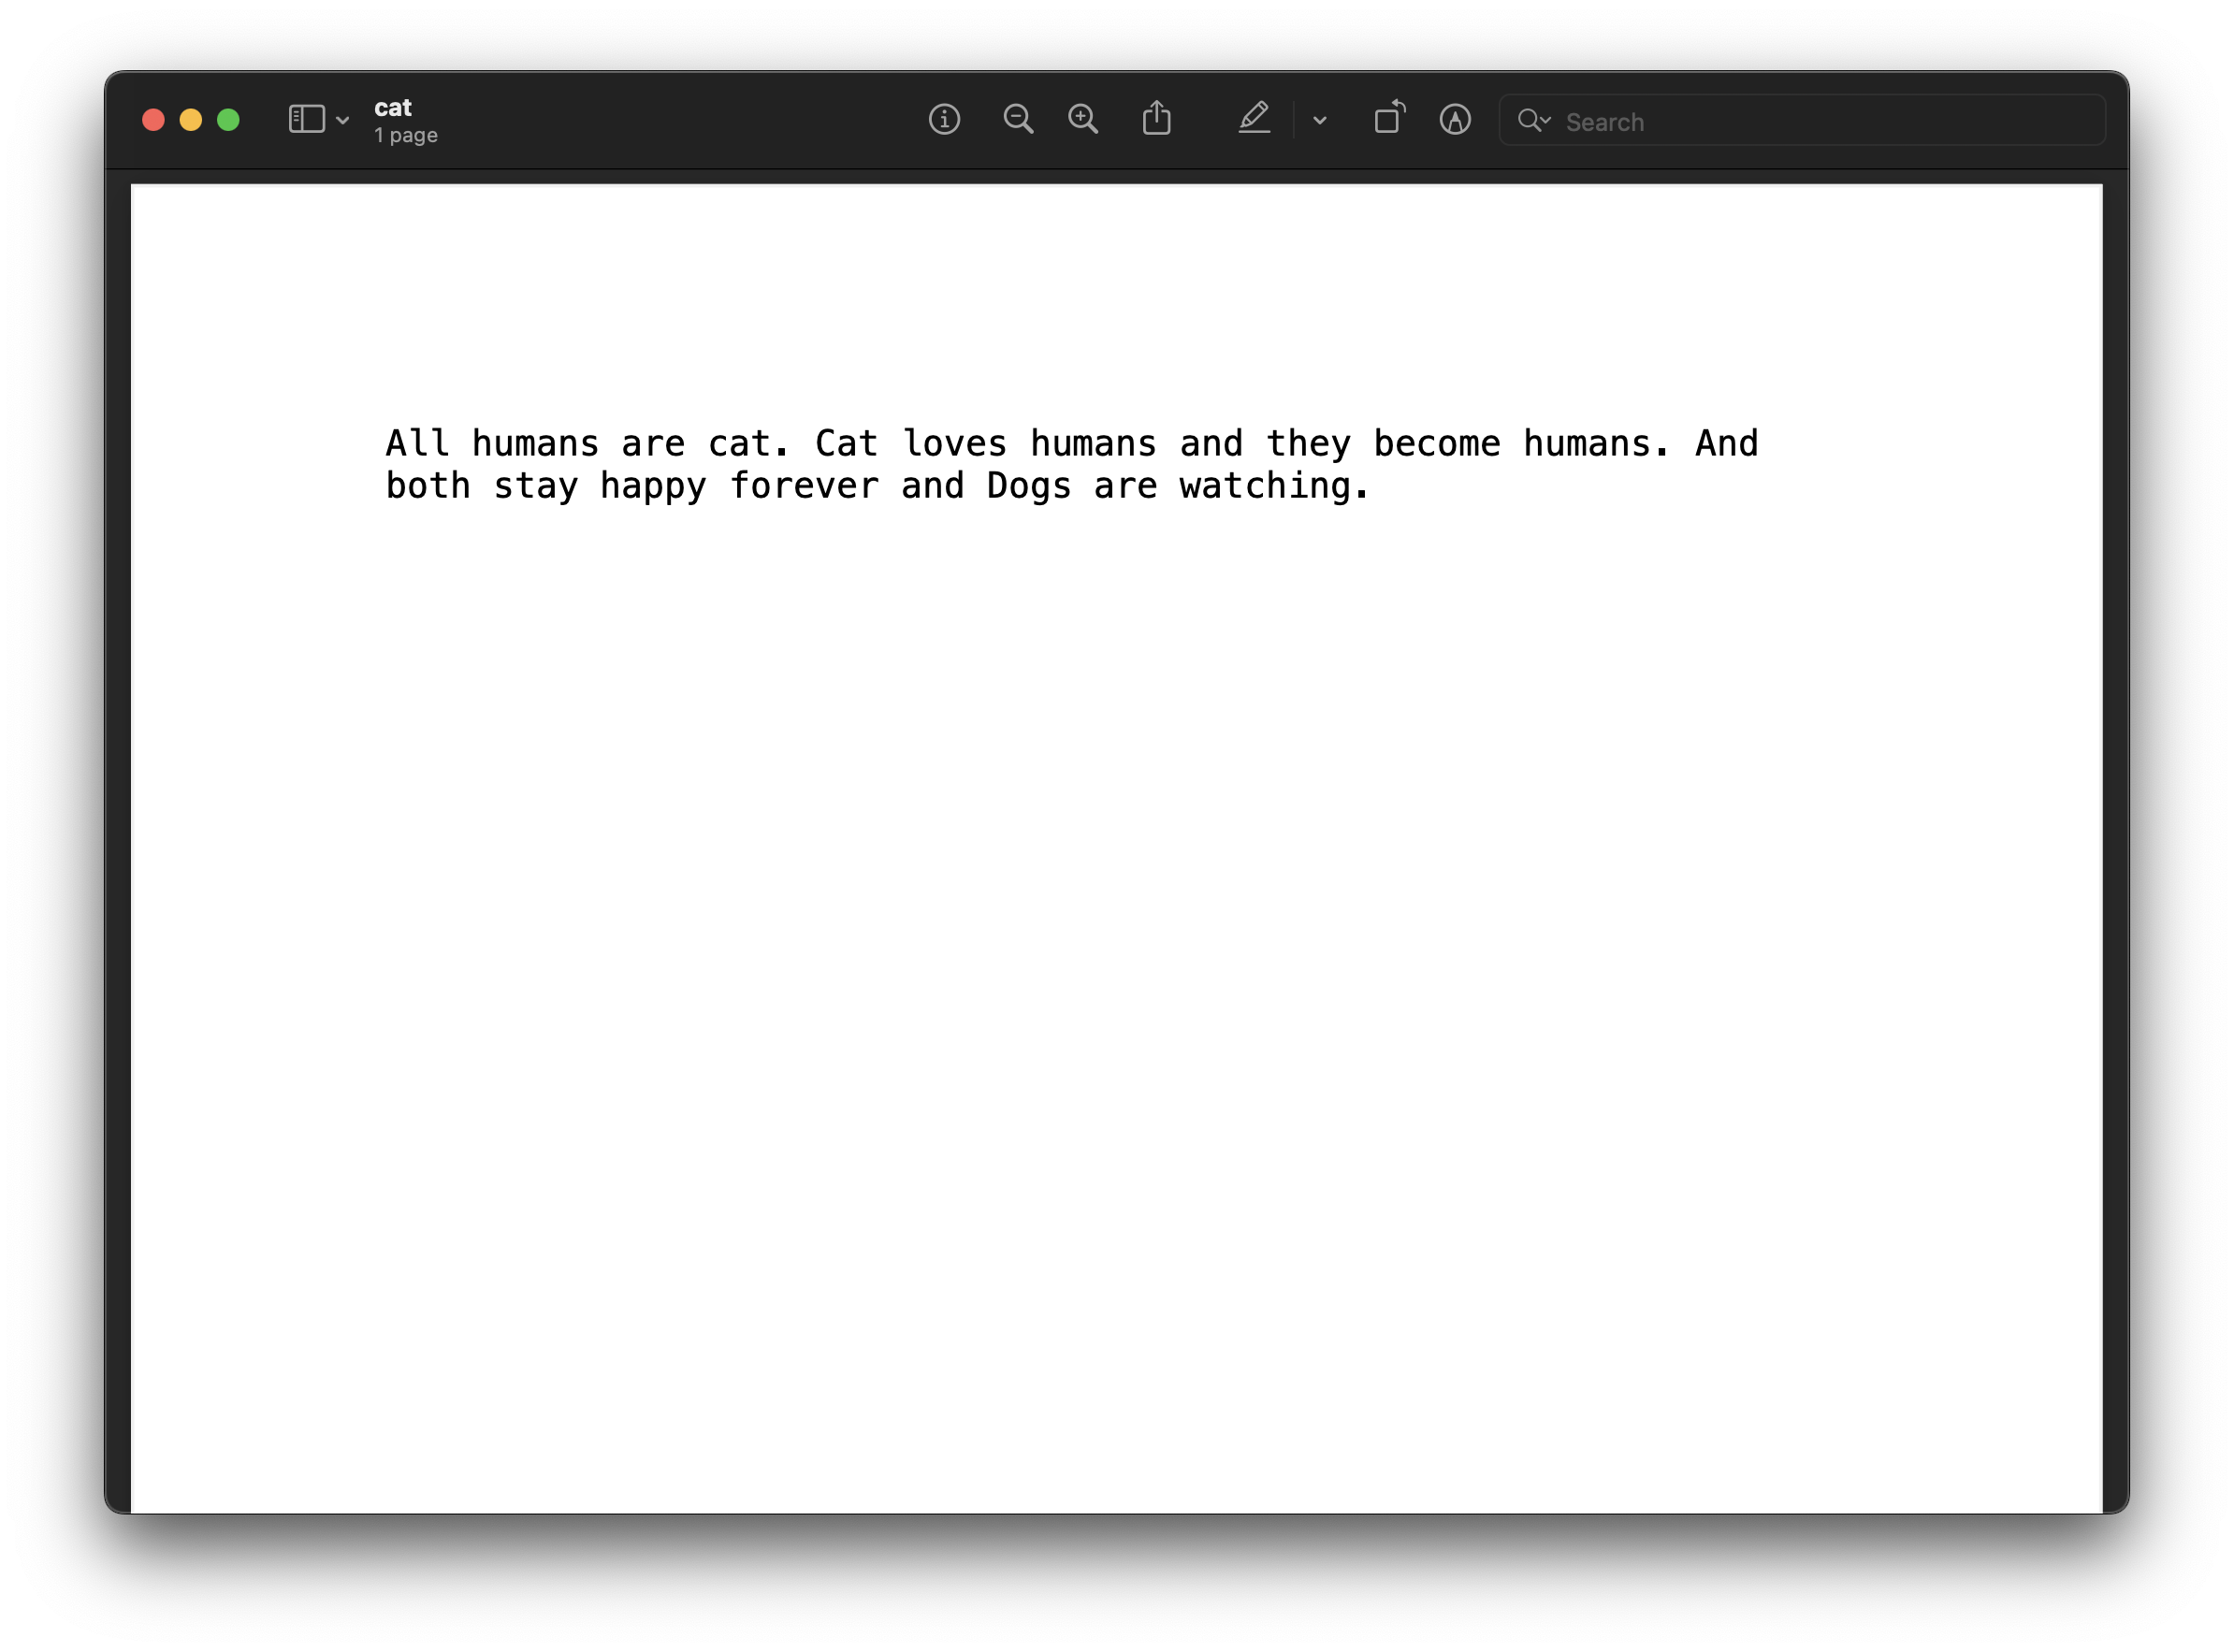 cat
1 page
Search
All humans are cat. Cat loves humans and they become humans. And
both stay happy forever and Dogs are watching.